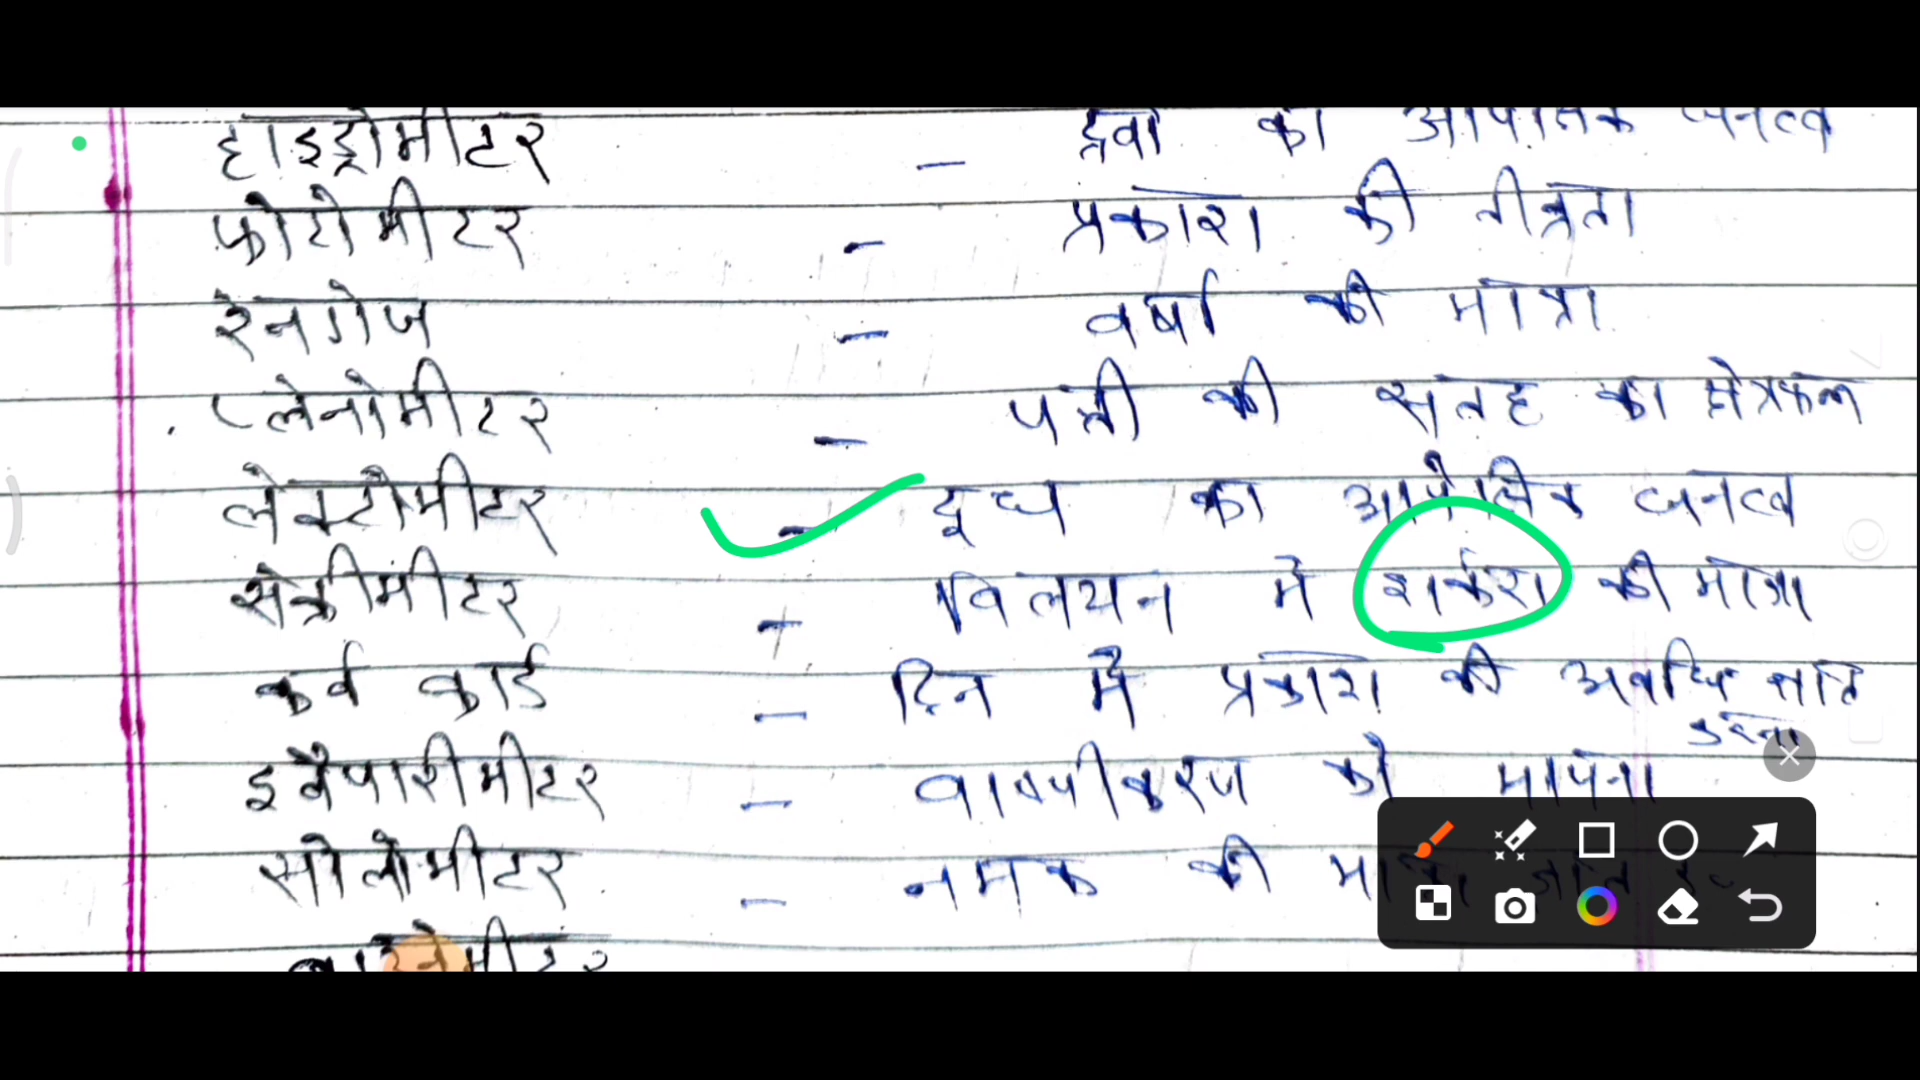 हाइड्रोमीटर - द्रवों का आपेक्षिक घनत्व
फोटोमीटर - प्रकाश की तीव्रता
रेनगेज - वर्षा की मात्रा
प्लेनोमीटर - पत्ती की सतह का क्षेत्रफल
लेक्टोमीटर - दूध का आपेक्षिक घनत्व
सेक्रीमीटर - विलयन में शर्करा की मात्रा
कर्व कार्ड - दिन में प्रकाश की अवधि ज्ञात
करना
इवैपोरीमीटर - वाष्पीकरण को मापना
सोलोमीटर - नमक की मात्रा ज्ञात